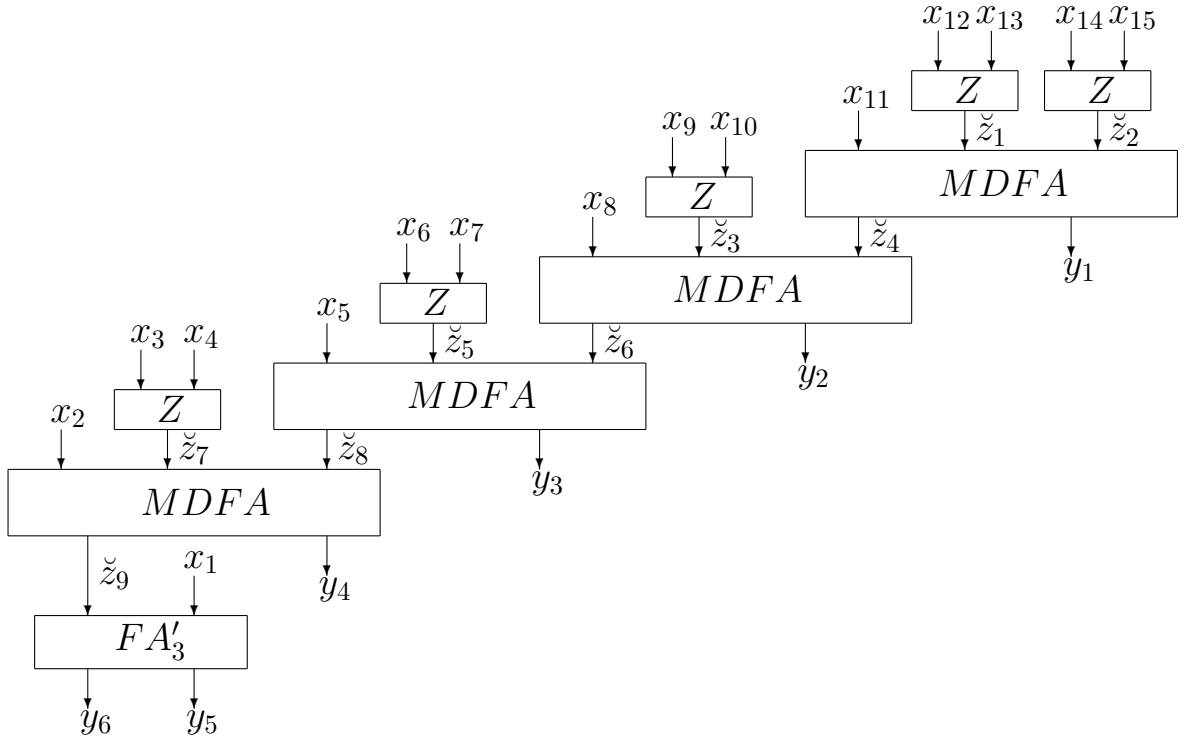 x₁₂ x₁₃ x₁₄ x₁₅
Z Z
x₁₁ z̆₁ z̆₂
x₉ x₁₀ MDFA
Z
x₈ z̆₃ z̆₄ y₁
x₆ x₇ MDFA
Z
x₅ z̆₅ z̆₆ y₂
x₃ x₄ MDFA
Z
x₂ z̆₇ z̆₈ y₃
MDFA
z̆₉ x₁ y₄
FA′₃
y₆ y₅